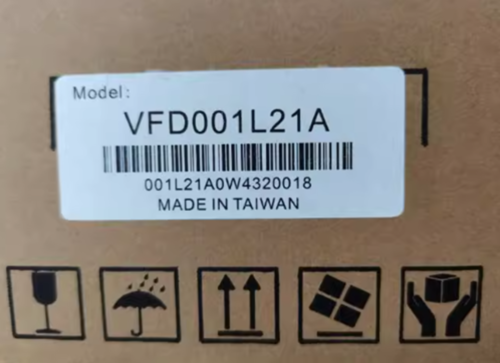 Model:
VFD001L21A
001L21A0W4320018
MADE IN TAIWAN